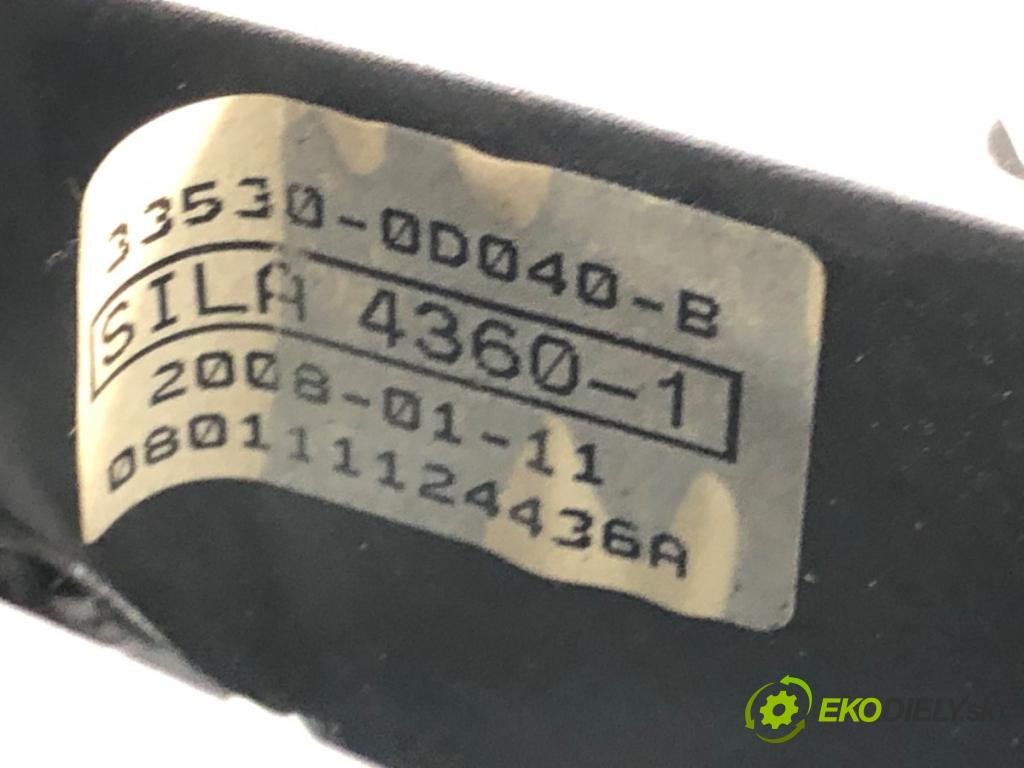 33530-0D040-B
SILA 4360-1
2008-01-11
080111124436A
EKODIELY.sk